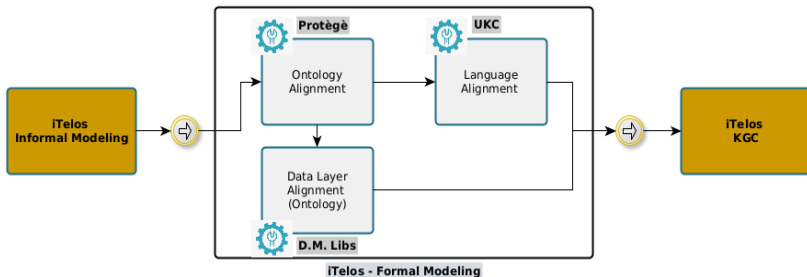 Protègè
UKC
Ontology
Alignment
Language
Alignment
iTelos
Informal Modeling
iTelos
KGC
Data Layer
Alignment
(Ontology)
D.M. Libs
iTelos - Formal Modeling